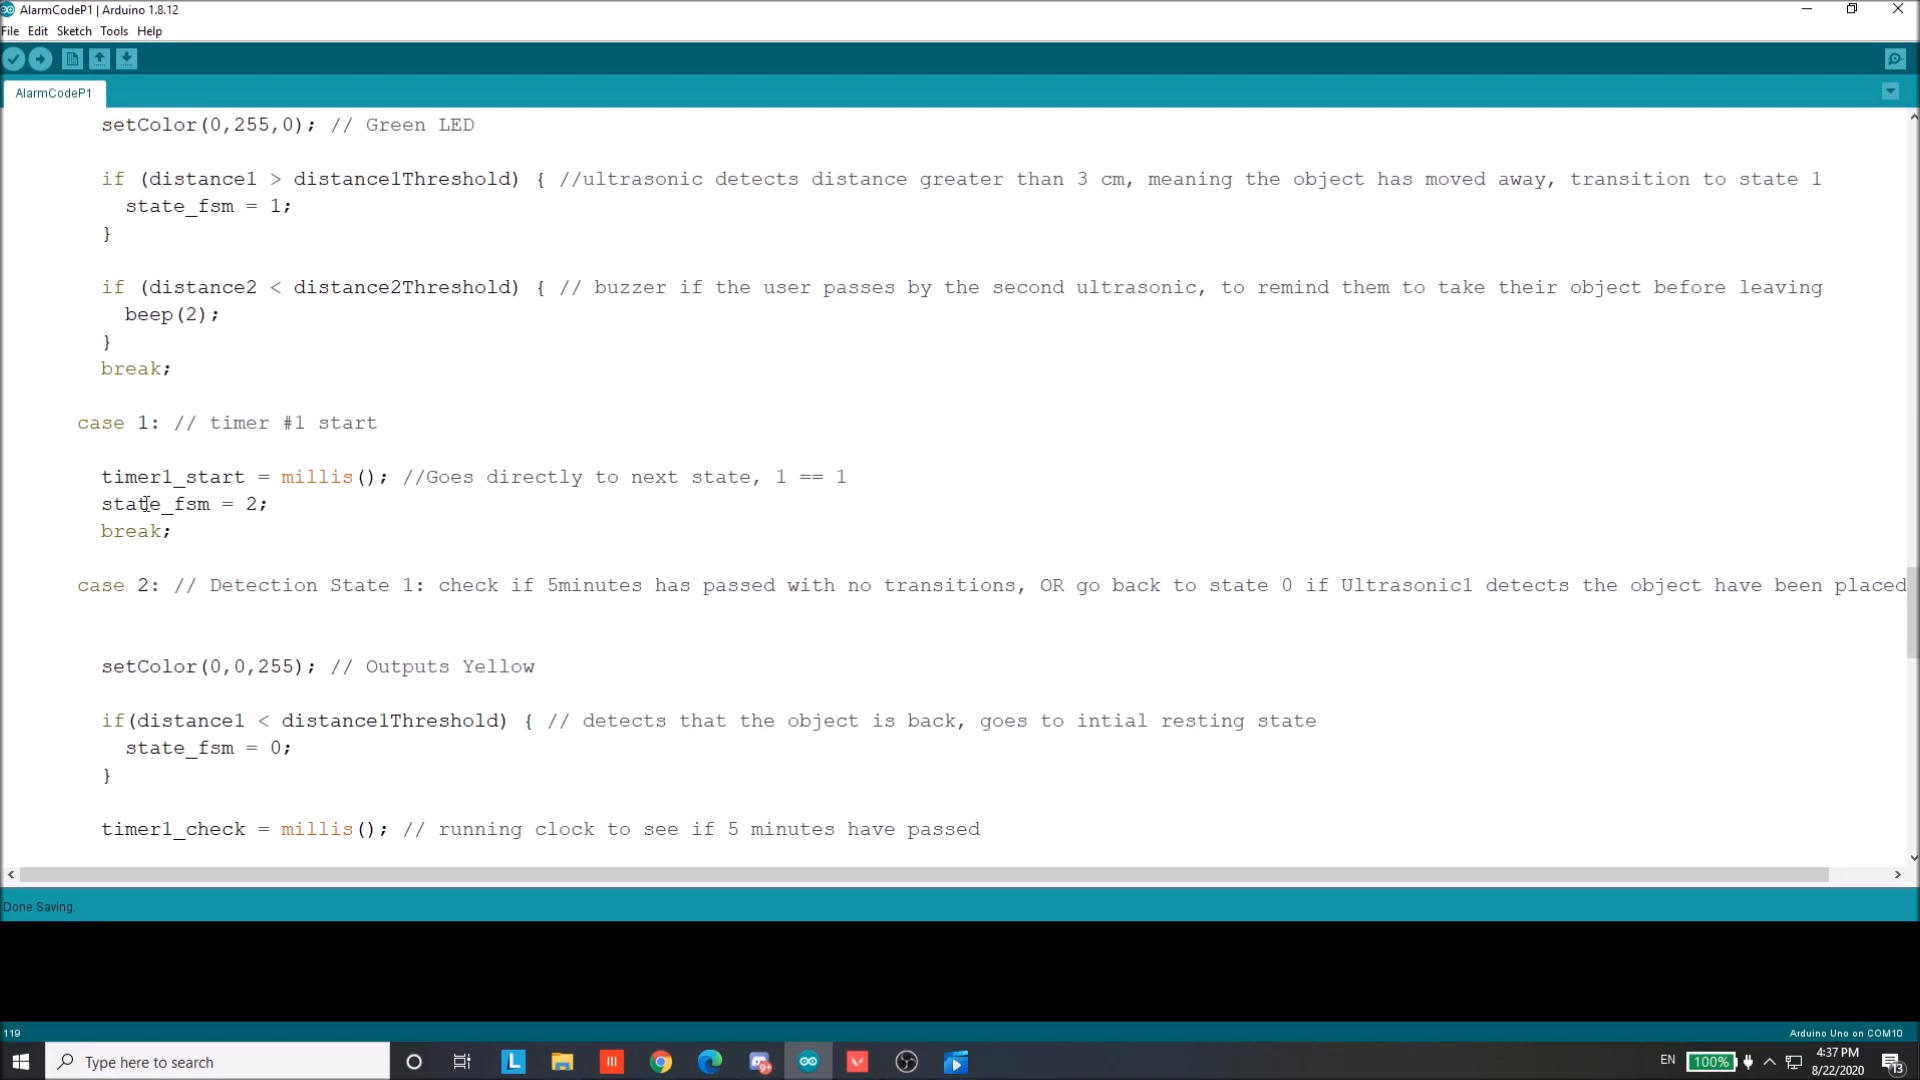 AlarmCodeP1 | Arduino 1.8.12
File Edit Sketch Tools Help
AlarmCodeP1
setColor(0,255,0); // Green LED
if (distance1 > distance1Threshold) { //ultrasonic detects distance greater than 3 cm, meaning the object has moved away, transition to state 1
state_fsm = 1;
}
if (distance2 < distance2Threshold) { // buzzer if the user passes by the second ultrasonic, to remind them to take their object before leaving
beep(2);
}
break;
case 1: // timer #1 start
timer1_start = millis(); //Goes directly to next state, 1 == 1
state_fsm = 2;
break;
case 2: // Detection State 1: check if 5minutes has passed with no transitions, OR go back to state 0 if Ultrasonic1 detects the object have been placed
setColor(0,0,255); // Outputs Yellow
if(distance1 < distance1Threshold) { // detects that the object is back, goes to intial resting state
state_fsm = 0;
}
timer1_check = millis(); // running clock to see if 5 minutes have passed
Done Saving.
119
Arduino Uno on COM10
Type here to search
L
EN
100%
4:37 PM
8/22/2020
13